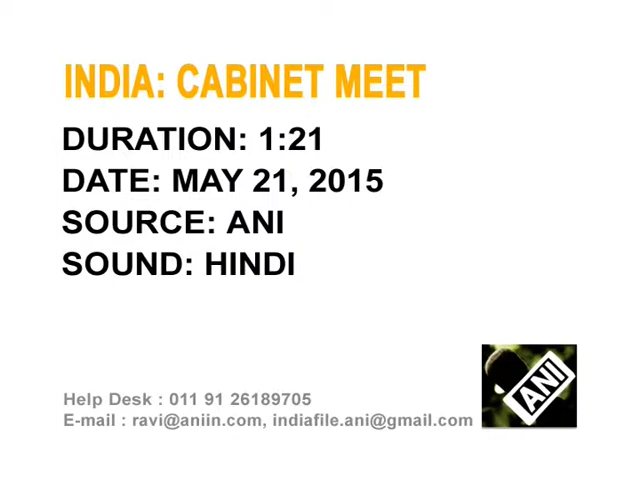 INDIA: CABINET MEET
DURATION: 1:21
DATE: MAY 21, 2015
SOURCE: ANI
SOUND: HINDI
Help Desk : 011 91 26189705
E-mail : ravi@aniin.com, indiafile.ani@gmail.com
ANI